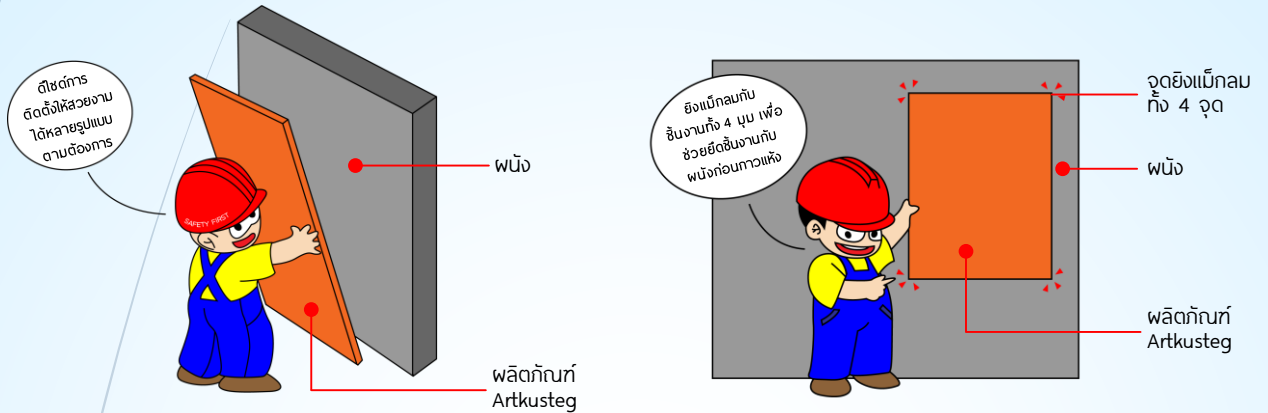 ดีไซด์การ
ติดตั้งให้สวยงาม
ได้หลายรูปแบบ
ตามต้องการ
SAFETY FIRST
ผนัง
ผลิตภัณฑ์
Artkusteg
ยิงแม็กลมกับ
ชิ้นงานทั้ง 4 มุม เพื่อ
ช่วยยึดชิ้นงานกับ
ผนังก่อนกาวแห้ง
จุดยิงแม็กลม
ทั้ง 4 จุด
ผนัง
ผลิตภัณฑ์
Artkusteg